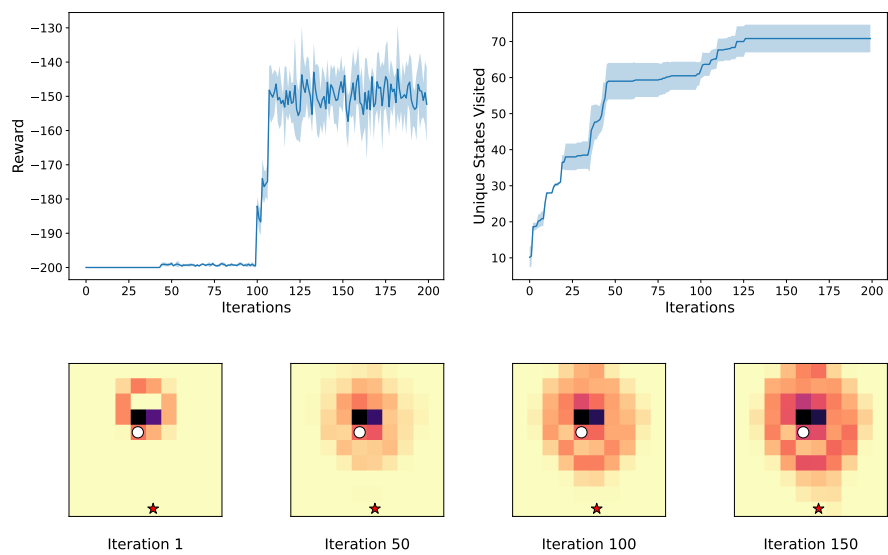 −130
−140
−150
−160
−170
−180
−190
−200
Reward
0 25 50 75 100 125 150 175 200
Iterations
70
60
50
40
30
20
10
Unique States Visited
0 25 50 75 100 125 150 175 200
Iterations
Iteration 1
Iteration 50
Iteration 100
Iteration 150